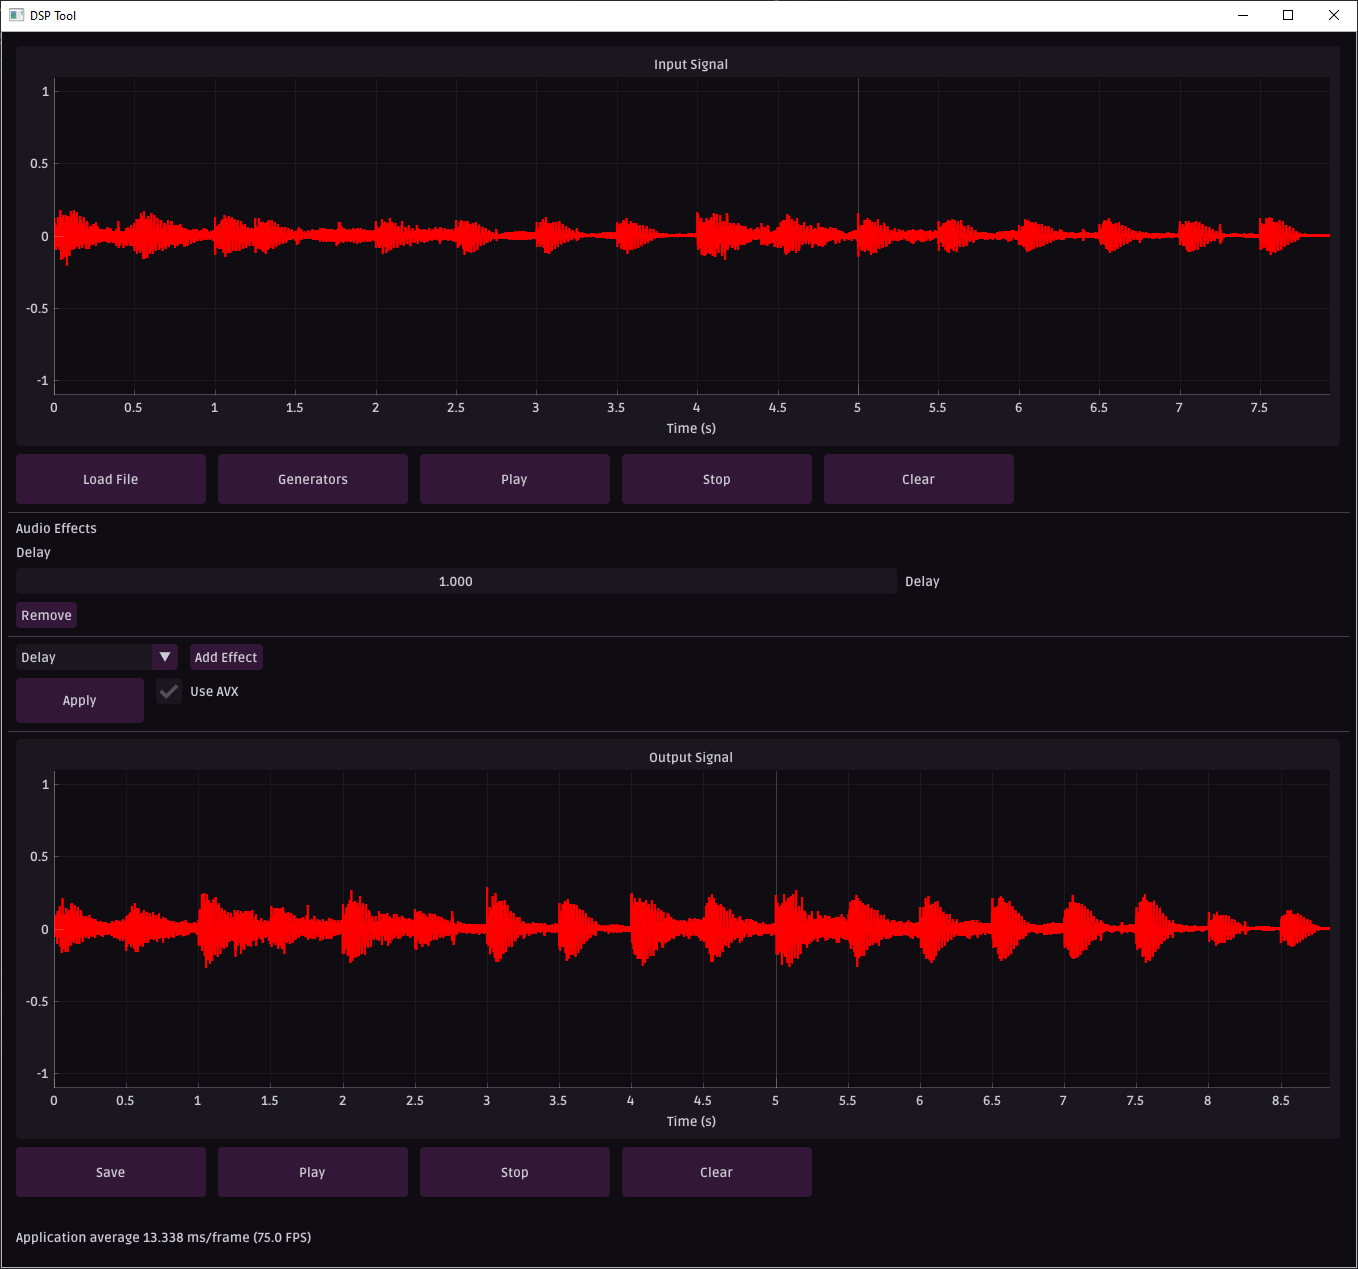 DSP Tool
Input Signal
1
0.5
0
-0.5
-1
0 0.5 1 1.5 2 2.5 3 3.5 4 4.5 5 5.5 6 6.5 7 7.5
Time (s)
Load File Generators Play Stop Clear
Audio Effects
Delay
1.000 Delay
Remove
Delay Add Effect
Apply Use AVX
Output Signal
1
0.5
0
-0.5
-1
0 0.5 1 1.5 2 2.5 3 3.5 4 4.5 5 5.5 6 6.5 7 7.5 8 8.5
Time (s)
Save Play Stop Clear
Application average 13.338 ms/frame (75.0 FPS)